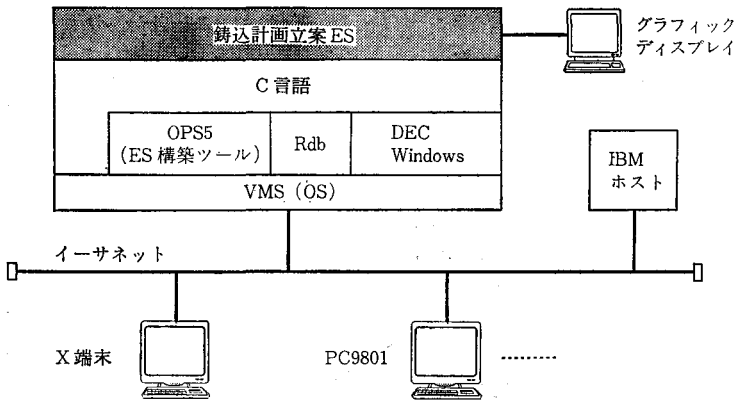 鋳込計画立案ES
グラフィック
ディスプレイ
C言語
OPS5
(ES構築ツール)
Rdb
DEC
Windows
IBM
ホスト
VMS (OS)
イーサネット
X端末
PC9801
………